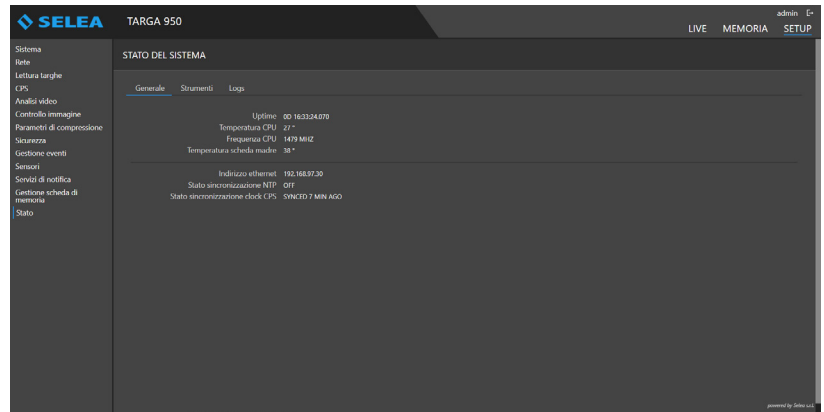 SELEA
TARGA 950
admin
LIVE MEMORIA SETUP
Sistema
Rete
Lettura targhe
CPS
Analisi video
Controllo immagine
Parametri di compressione
Sicurezza
Gestione eventi
Sensori
Servizi di notifica
Gestione scheda di
memoria
Stato
STATO DEL SISTEMA
Generale Strumenti Logs
Uptime 0D 16:33:24.070
Temperatura CPU 27 °
Frequenza CPU 1479 MHZ
Temperatura scheda madre 38 °
Indirizzo ethernet 192.168.97.30
Stato sincronizzazione NTP OFF
Stato sincronizzazione clock CPS SYNCED 7 MIN AGO
powered by Selea s.r.l.